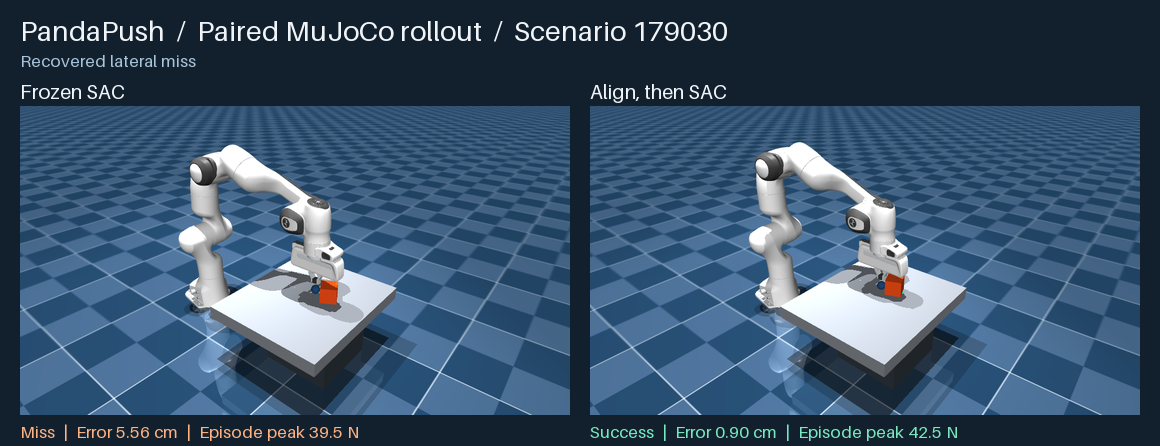 PandaPush / Paired MuJoCo rollout / Scenario 179030
Recovered lateral miss
Frozen SAC
Align, then SAC
Miss | Error 5.56 cm | Episode peak 39.5 N
Success | Error 0.90 cm | Episode peak 42.5 N